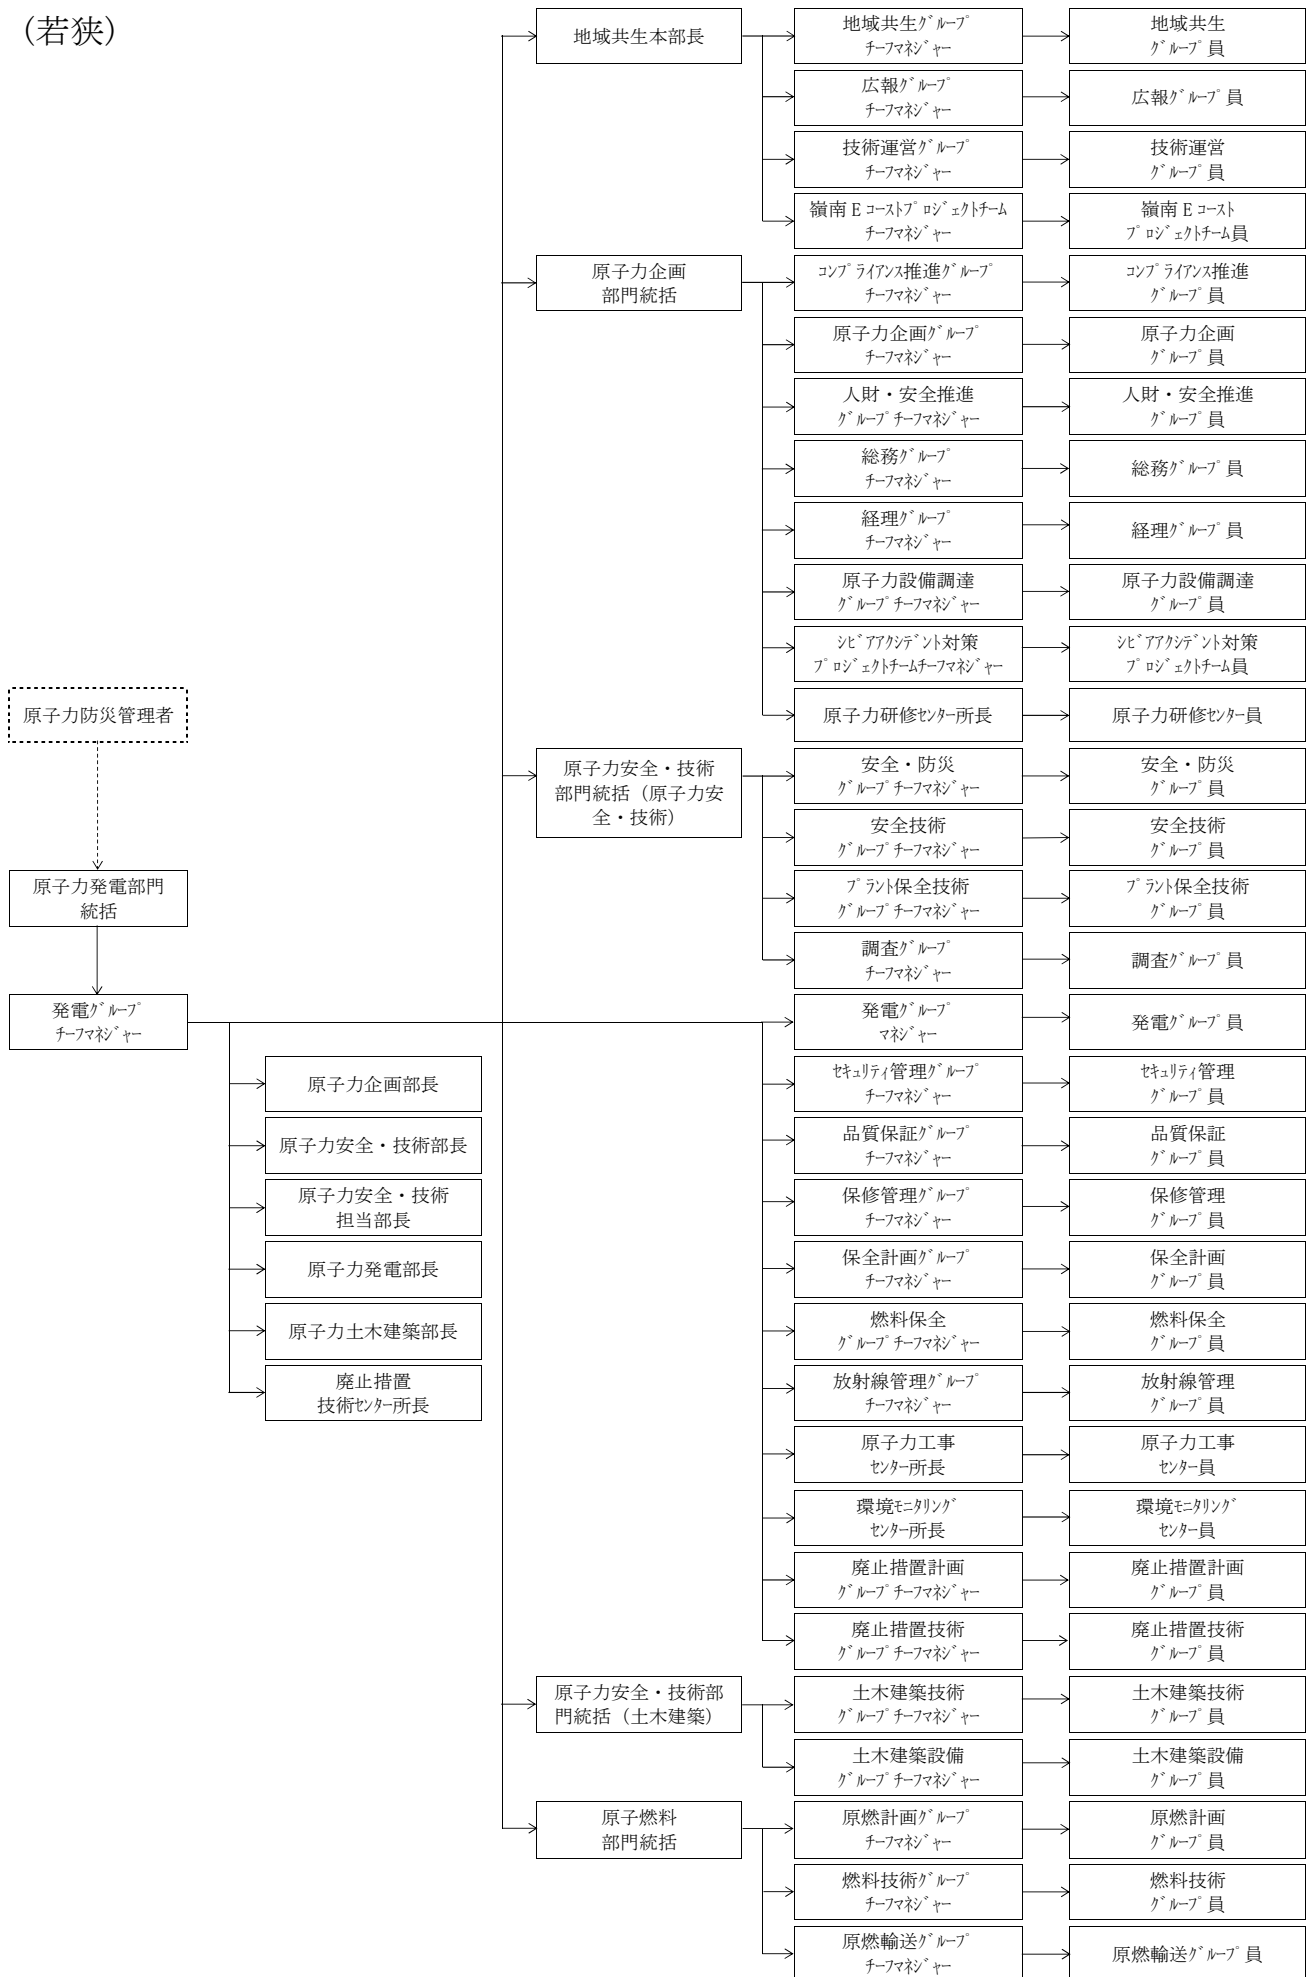 (若狭)
地域共生本部長
地域共生ｸﾞﾙｰﾌﾟ
ﾁｰﾌﾏﾈｼﾞｬｰ
地域共生
ｸﾞﾙｰﾌﾟ員
広報ｸﾞﾙｰﾌﾟ
ﾁｰﾌﾏﾈｼﾞｬｰ
広報ｸﾞﾙｰﾌﾟ員
技術運営ｸﾞﾙｰﾌﾟ
ﾁｰﾌﾏﾈｼﾞｬｰ
技術運営
ｸﾞﾙｰﾌﾟ員
嶺南Eｺｰｽﾄﾌﾟﾛｼﾞｪｸﾄﾁｰﾑ
ﾁｰﾌﾏﾈｼﾞｬｰ
嶺南Eｺｰｽﾄ
ﾌﾟﾛｼﾞｪｸﾄﾁｰﾑ員
原子力企画
部門統括
ｺﾝﾌﾟﾗｲｱﾝｽ推進ｸﾞﾙｰﾌﾟ
ﾁｰﾌﾏﾈｼﾞｬｰ
ｺﾝﾌﾟﾗｲｱﾝｽ推進
ｸﾞﾙｰﾌﾟ員
原子力企画ｸﾞﾙｰﾌﾟ
ﾁｰﾌﾏﾈｼﾞｬｰ
原子力企画
ｸﾞﾙｰﾌﾟ員
人財・安全推進
ｸﾞﾙｰﾌﾟﾁｰﾌﾏﾈｼﾞｬｰ
人財・安全推進
ｸﾞﾙｰﾌﾟ員
総務ｸﾞﾙｰﾌﾟ
ﾁｰﾌﾏﾈｼﾞｬｰ
総務ｸﾞﾙｰﾌﾟ員
経理ｸﾞﾙｰﾌﾟ
ﾁｰﾌﾏﾈｼﾞｬｰ
経理ｸﾞﾙｰﾌﾟ員
原子力設備調達
ｸﾞﾙｰﾌﾟﾁｰﾌﾏﾈｼﾞｬｰ
原子力設備調達
ｸﾞﾙｰﾌﾟ員
ｼﾋﾞｱｱｸｼﾃﾞﾝﾄ対策
ﾌﾟﾛｼﾞｪｸﾄﾁｰﾑﾁｰﾌﾏﾈｼﾞｬｰ
ｼﾋﾞｱｱｸｼﾃﾞﾝﾄ対策
ﾌﾟﾛｼﾞｪｸﾄﾁｰﾑ員
原子力研修ｾﾝﾀｰ所長
原子力研修ｾﾝﾀｰ員
原子力防災管理者
原子力発電部門
統括
発電ｸﾞﾙｰﾌﾟ
ﾁｰﾌﾏﾈｼﾞｬｰ
原子力企画部長
原子力安全・技術部長
原子力安全・技術
担当部長
原子力発電部長
原子力土木建築部長
廃止措置
技術ｾﾝﾀｰ所長
原子力安全・技術
部門統括（原子力安
全・技術）
安全・防災
ｸﾞﾙｰﾌﾟﾁｰﾌﾏﾈｼﾞｬｰ
安全・防災
ｸﾞﾙｰﾌﾟ員
安全技術
ｸﾞﾙｰﾌﾟﾁｰﾌﾏﾈｼﾞｬｰ
安全技術
ｸﾞﾙｰﾌﾟ員
ﾌﾟﾗﾝﾄ保全技術
ｸﾞﾙｰﾌﾟﾁｰﾌﾏﾈｼﾞｬｰ
ﾌﾟﾗﾝﾄ保全技術
ｸﾞﾙｰﾌﾟ員
調査ｸﾞﾙｰﾌﾟ
ﾁｰﾌﾏﾈｼﾞｬｰ
調査ｸﾞﾙｰﾌﾟ員
発電ｸﾞﾙｰﾌﾟ
ﾏﾈｼﾞｬｰ
発電ｸﾞﾙｰﾌﾟ員
ｾｷｭﾘﾃｨ管理ｸﾞﾙｰﾌﾟ
ﾁｰﾌﾏﾈｼﾞｬｰ
ｾｷｭﾘﾃｨ管理
ｸﾞﾙｰﾌﾟ員
品質保証ｸﾞﾙｰﾌﾟ
ﾁｰﾌﾏﾈｼﾞｬｰ
品質保証
ｸﾞﾙｰﾌﾟ員
保修管理ｸﾞﾙｰﾌﾟ
ﾁｰﾌﾏﾈｼﾞｬｰ
保修管理
ｸﾞﾙｰﾌﾟ員
保全計画ｸﾞﾙｰﾌﾟ
ﾁｰﾌﾏﾈｼﾞｬｰ
保全計画
ｸﾞﾙｰﾌﾟ員
燃料保全
ｸﾞﾙｰﾌﾟﾁｰﾌﾏﾈｼﾞｬｰ
燃料保全
ｸﾞﾙｰﾌﾟ員
放射線管理ｸﾞﾙｰﾌﾟ
ﾁｰﾌﾏﾈｼﾞｬｰ
放射線管理
ｸﾞﾙｰﾌﾟ員
原子力工事
ｾﾝﾀｰ所長
原子力工事
ｾﾝﾀｰ員
環境ﾓﾆﾀﾘﾝｸﾞ
ｾﾝﾀｰ所長
環境ﾓﾆﾀﾘﾝｸﾞ
ｾﾝﾀｰ員
廃止措置計画
ｸﾞﾙｰﾌﾟﾁｰﾌﾏﾈｼﾞｬｰ
廃止措置計画
ｸﾞﾙｰﾌﾟ員
廃止措置技術
ｸﾞﾙｰﾌﾟﾁｰﾌﾏﾈｼﾞｬｰ
廃止措置技術
ｸﾞﾙｰﾌﾟ員
原子力安全・技術部
門統括（土木建築）
土木建築技術
ｸﾞﾙｰﾌﾟﾁｰﾌﾏﾈｼﾞｬｰ
土木建築技術
ｸﾞﾙｰﾌﾟ員
土木建築設備
ｸﾞﾙｰﾌﾟﾁｰﾌﾏﾈｼﾞｬｰ
土木建築設備
ｸﾞﾙｰﾌﾟ員
原子燃料
部門統括
原燃計画ｸﾞﾙｰﾌﾟ
ﾁｰﾌﾏﾈｼﾞｬｰ
原燃計画
ｸﾞﾙｰﾌﾟ員
燃料技術ｸﾞﾙｰﾌﾟ
ﾁｰﾌﾏﾈｼﾞｬｰ
燃料技術
ｸﾞﾙｰﾌﾟ員
原燃輸送ｸﾞﾙｰﾌﾟ
ﾁｰﾌﾏﾈｼﾞｬｰ
原燃輸送ｸﾞﾙｰﾌﾟ員